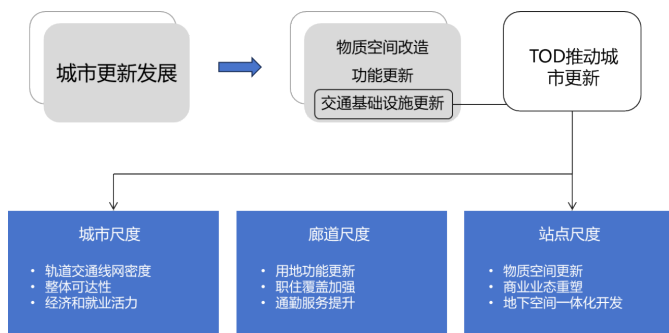 城市更新发展
物质空间改造
功能更新
交通基础设施更新
TOD推动城
市更新
城市尺度
• 轨道交通线网密度
• 整体可达性
• 经济和就业活力
廊道尺度
• 用地功能更新
• 职住覆盖加强
• 通勤服务提升
站点尺度
• 物质空间更新
• 商业业态重塑
• 地下空间一体化开发